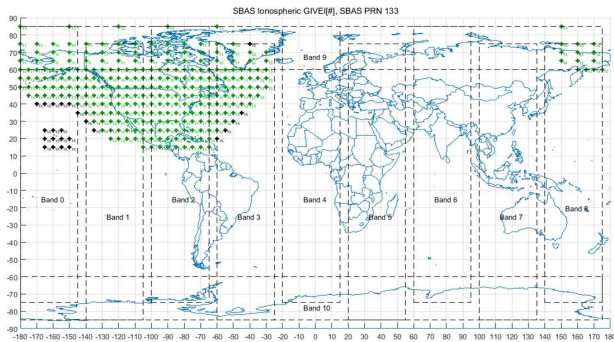 SBAS Ionospheric GIVEI[#], SBAS PRN 133
90
80
70
60
50
40
30
20
10
0
-10
-20
-30
-40
-50
-60
-70
-80
-90
Band 9
Band 0
Band 1
Band 2
Band 3
Band 4
Band 5
Band 6
Band 7
Band 8
Band 10
-180 -170 -160 -150 -140 -130 -120 -110 -100 -90 -80 -70 -60 -50 -40 -30 -20 -10 0 10 20 30 40 50 60 70 80 90 100 110 120 130 140 150 160 170 180